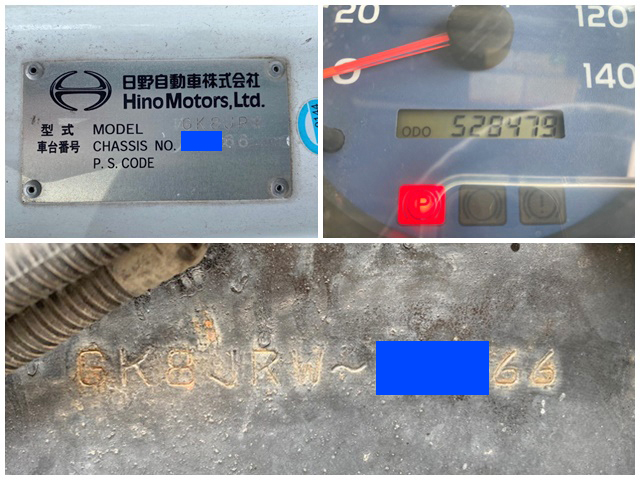 日野自動車株式会社
Hino Motors, Ltd.
型式 MODEL
車台番号 CHASSIS NO. 66
P.S. CODE
20
0
120
140
ODO 528479
P
GK8JRW~ 66